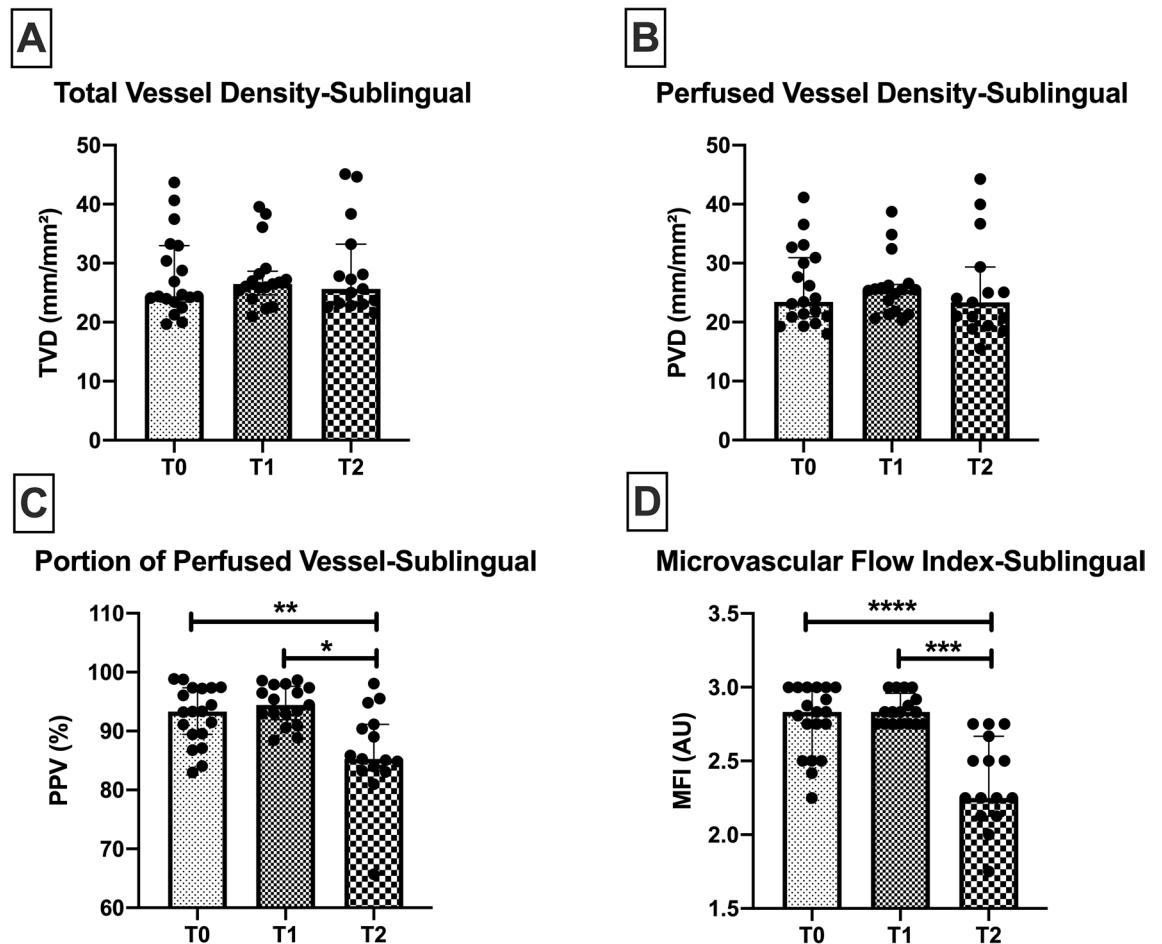 A
Total Vessel Density-Sublingual
TVD (mm/mm²)
50
40
30
20
10
0
T0 T1 T2
B
Perfused Vessel Density-Sublingual
PVD (mm/mm²)
50
40
30
20
10
0
T0 T1 T2
C
Portion of Perfused Vessel-Sublingual
PPV (%)
110
100
90
80
70
60
**
*
T0 T1 T2
D
Microvascular Flow Index-Sublingual
MFI (AU)
3.5
3.0
2.5
2.0
1.5
****
***
T0 T1 T2